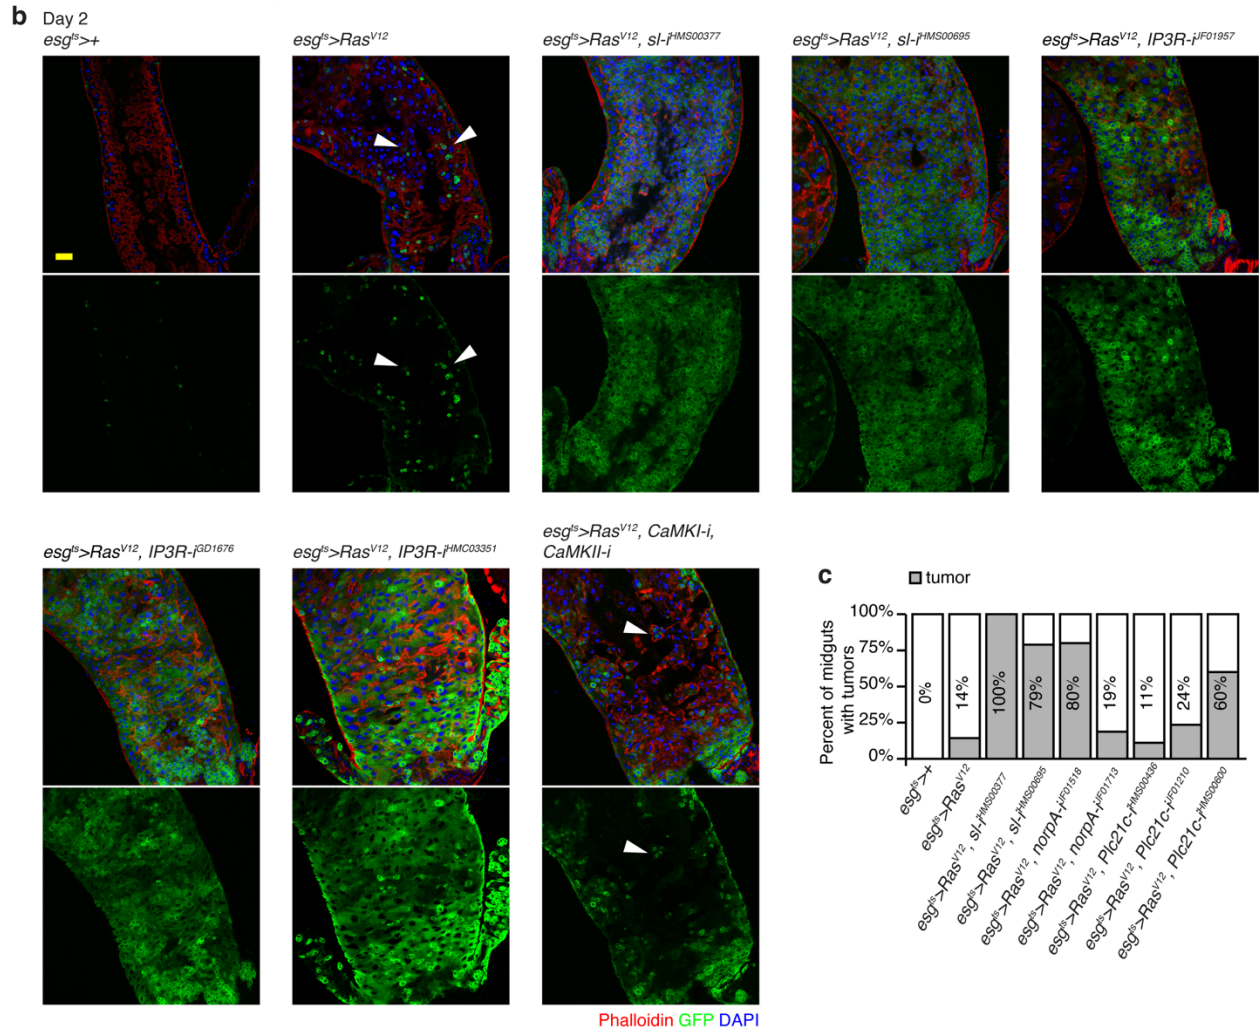 b
Day 2
esgᵗˢ>+
esgᵗˢ>Rasⱽ¹²
esgᵗˢ>Rasⱽ¹², sl-iᴴᴹˢ⁰⁰³⁷⁷
esgᵗˢ>Rasⱽ¹², sl-iᴴᴹˢ⁰⁰⁶⁹⁵
esgᵗˢ>Rasⱽ¹², IP3R-iᴶF⁰¹⁹⁵⁷
esgᵗˢ>Rasⱽ¹², IP3R-iᴳᴰ¹⁶⁷⁶
esgᵗˢ>Rasⱽ¹², IP3R-iᴴᴹC⁰³³⁵¹
esgᵗˢ>Rasⱽ¹², CaMKI-i,
CaMKII-i
Phalloidin GFP DAPI
c
tumor
Percent of midguts
with tumors
100%
75%
50%
25%
0%
0%
14%
100%
79%
80%
19%
11%
24%
60%
esgᵗˢ>+
esgᵗˢ>Rasⱽ¹²
esgᵗˢ>Rasⱽ¹², sl-iᴴᴹˢ⁰⁰³⁷⁷
esgᵗˢ>Rasⱽ¹², sl-iᴴᴹˢ⁰⁰⁶⁹⁵
esgᵗˢ>Rasⱽ¹², norpA-iᴶF⁰¹⁵¹⁸
esgᵗˢ>Rasⱽ¹², norpA-iᴶF⁰¹⁷¹³
esgᵗˢ>Rasⱽ¹², Plc21c-iᴴᴹˢ⁰⁰⁴³⁶
esgᵗˢ>Rasⱽ¹², Plc21c-iᴶF⁰¹²¹⁰
esgᵗˢ>Rasⱽ¹², Plc21c-iᴴᴹˢ⁰⁰⁶⁰⁰